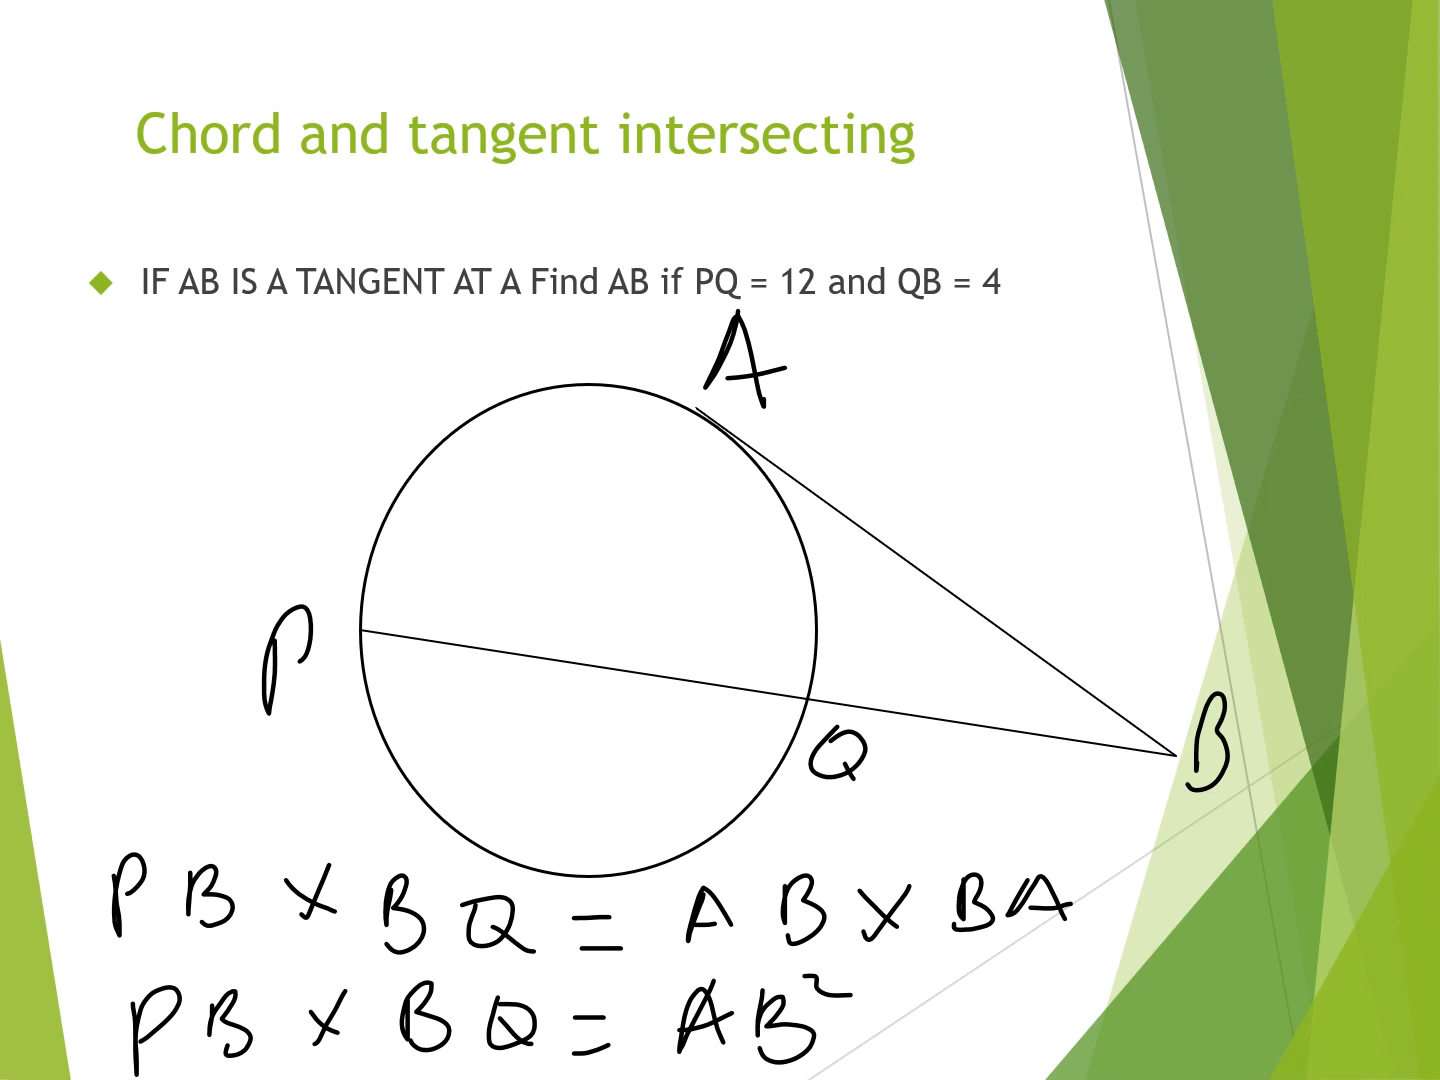 Chord and tangent intersecting
IF AB IS A TANGENT AT A Find AB if PQ = 12 and QB = 4
A
P
Q
B
PB × BQ = AB × BA
PB × BQ = AB²